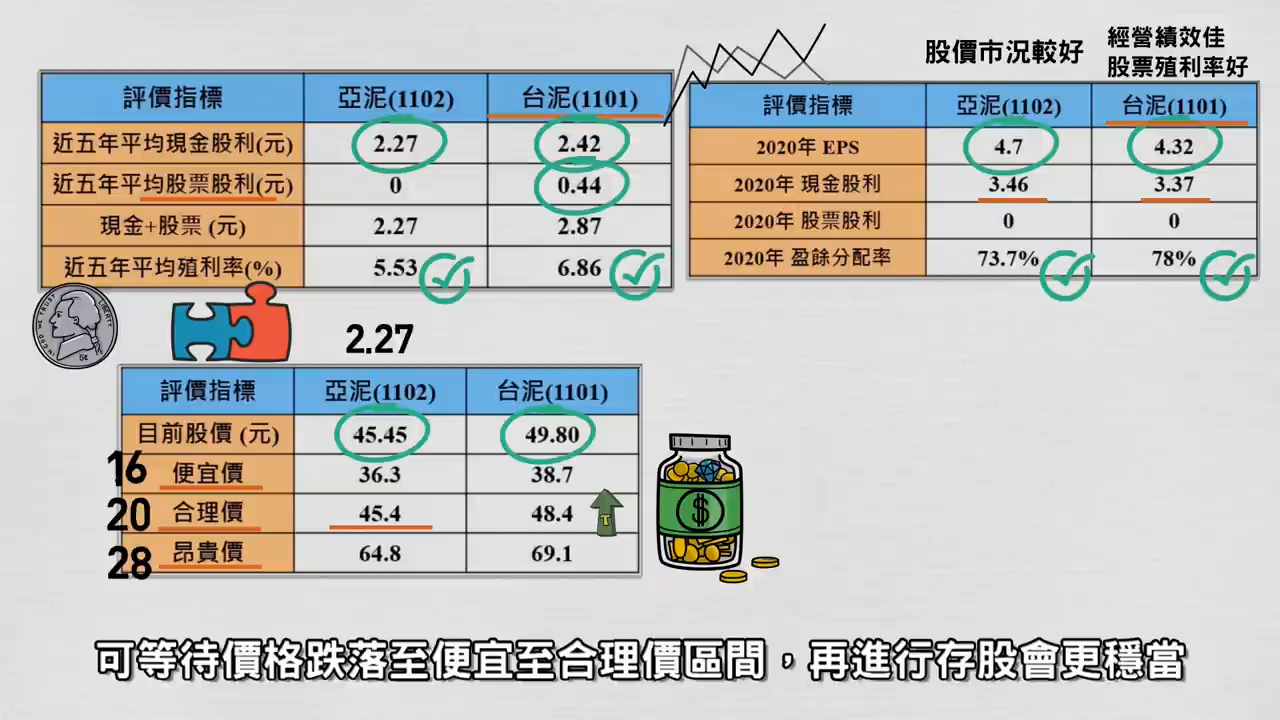 股價市況較好
經營績效佳
股票殖利率好
評價指標 亞泥(1102) 台泥(1101)
近五年平均現金股利(元) 2.27 2.42
近五年平均股票股利(元) 0 0.44
現金+股票 (元) 2.27 2.87
近五年平均殖利率(%) 5.53 6.86
評價指標 亞泥(1102) 台泥(1101)
2020年 EPS 4.7 4.32
2020年 現金股利 3.46 3.37
2020年 股票股利 0 0
2020年 盈餘分配率 73.7% 78%
2.27
評價指標 亞泥(1102) 台泥(1101)
目前股價 (元) 45.45 49.80
16 便宜價 36.3 38.7
20 合理價 45.4 48.4
28 昂貴價 64.8 69.1
$
可等待價格跌落至便宜至合理價區間，再進行存股會更穩當